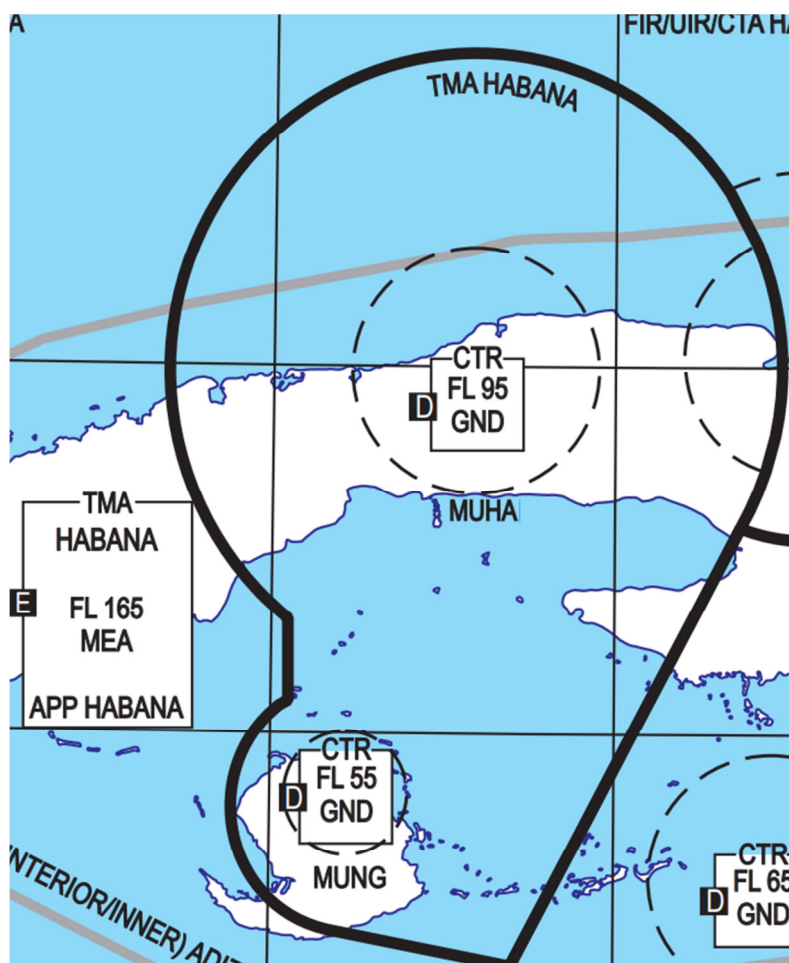 A
FIR/UIR/CTA HA
TMA HABANA
CTR
FL 95
D
GND
MUHA
TMA
HABANA
E
FL 165
MEA
APP HABANA
CTR
FL 55
D
GND
MUNG
CTR
FL 65
D
GND
INTERIOR/INNER) ADI